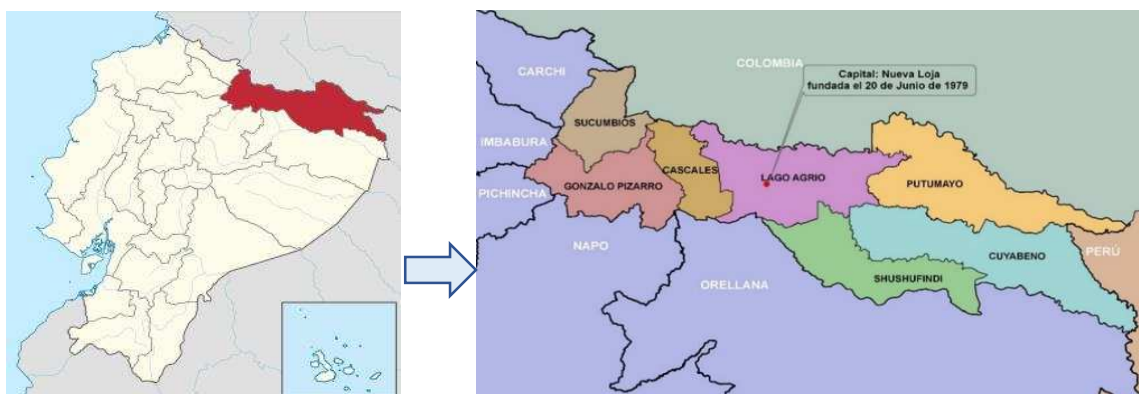 COLOMBIA
Capital: Nueva Loja
fundada el 20 de Junio de 1979
CARCHI
SUCUMBIOS
IMBABURA
CASCALES
PICHINCHA
GONZALO PIZARRO
LAGO AGRIO
PUTUMAYO
NAPO
PERÚ
CUYABENO
SHUSHUFINDI
ORELLANA